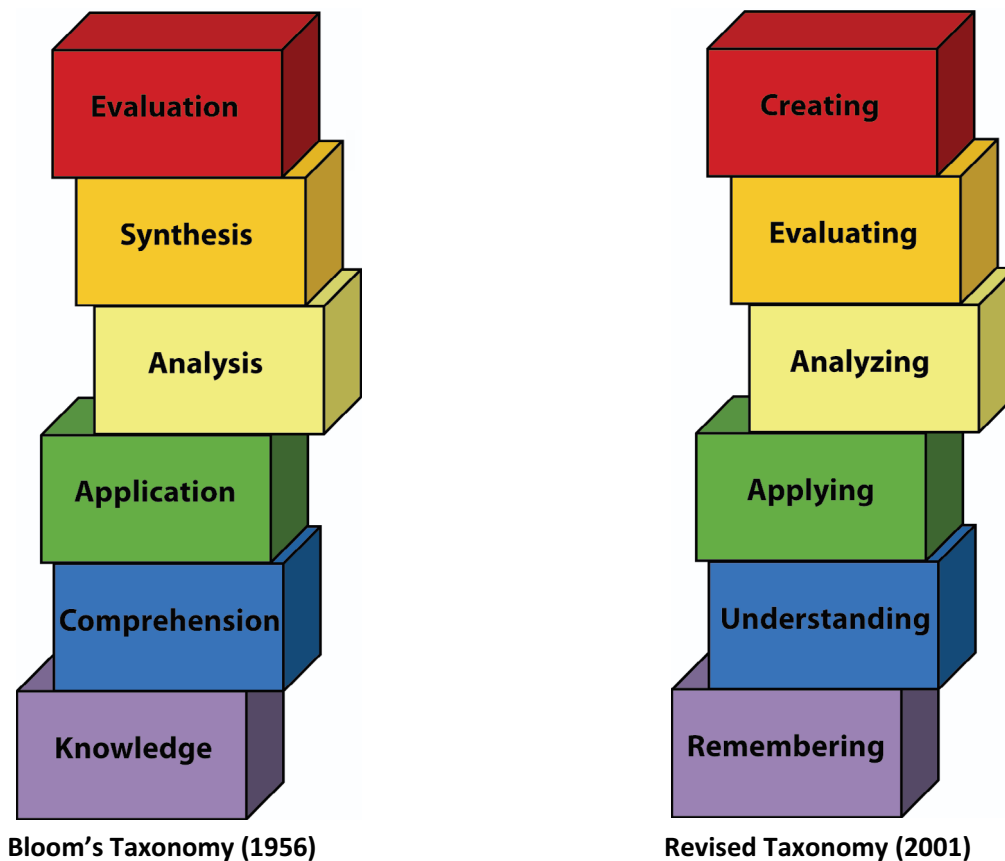 Evaluation
Synthesis
Analysis
Application
Comprehension
Knowledge
Bloom’s Taxonomy (1956)
Creating
Evaluating
Analyzing
Applying
Understanding
Remembering
Revised Taxonomy (2001)